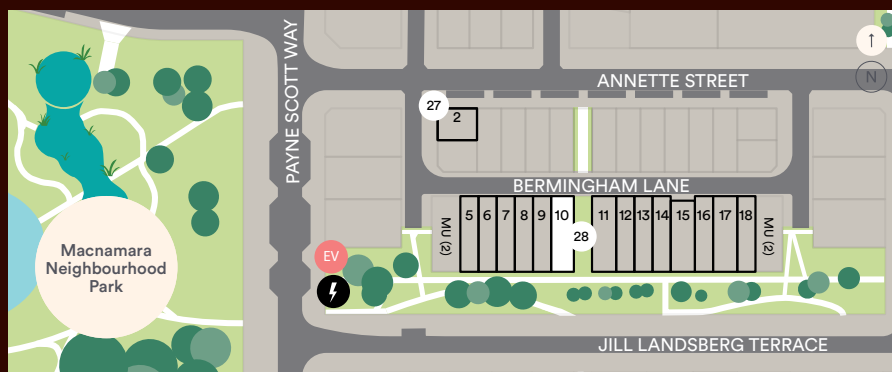 PAYNE SCOTT WAY
↑
N
ANNETTE STREET
27
2
BERMINGHAM LANE
MU (2)
5 6 7 8 9 10 11 12 13 14 15 16 17 18
MU (2)
28
Macnamara
Neighbourhood
Park
EV
JILL LANDSBERG TERRACE